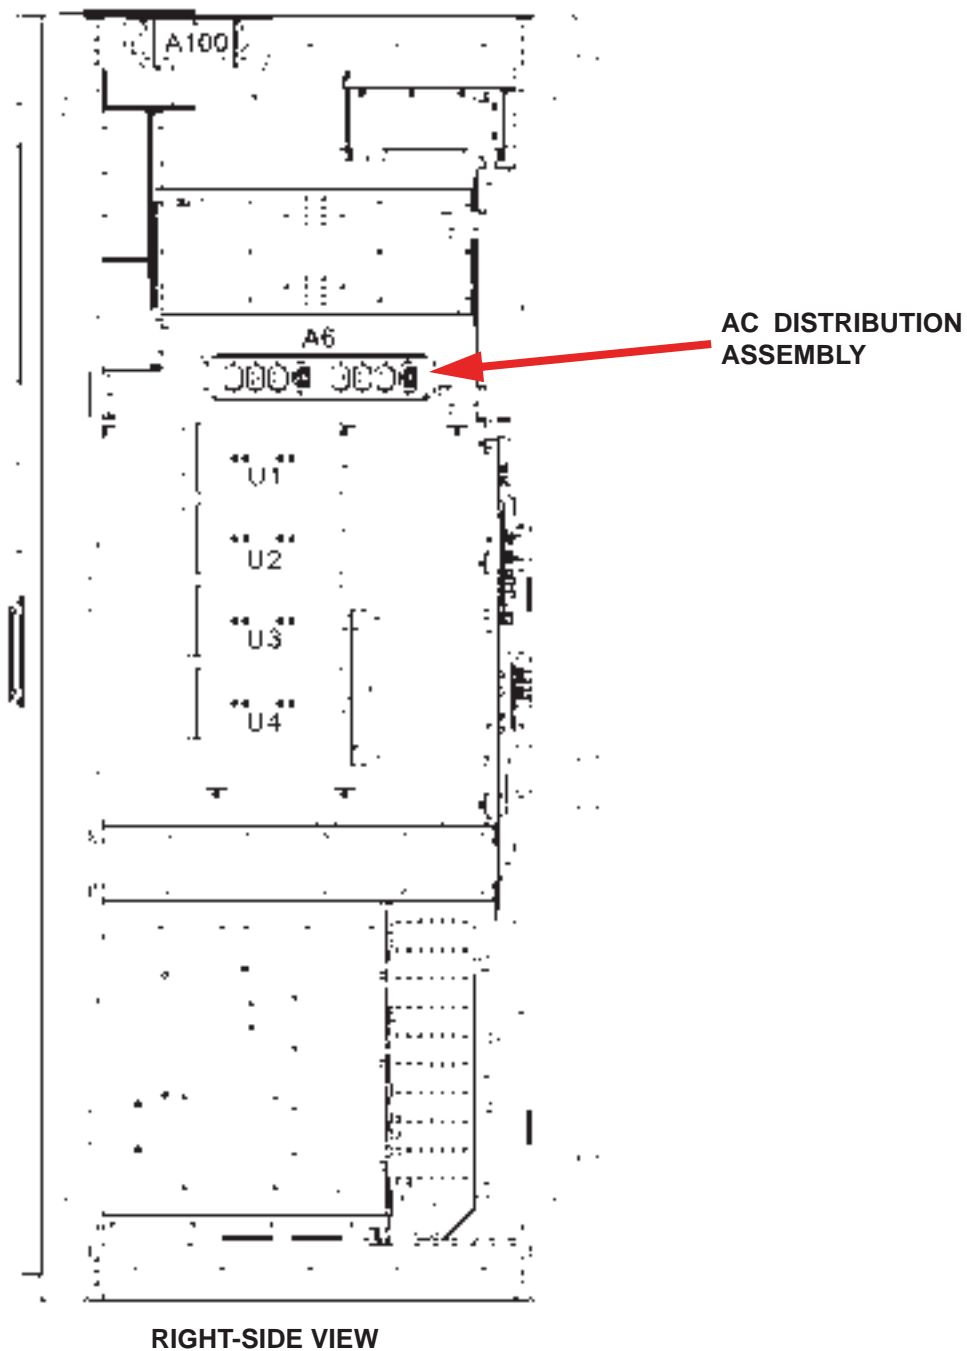 A100
AC DISTRIBUTION
ASSEMBLY
A6
U1
U2
U3
U4
RIGHT-SIDE VIEW